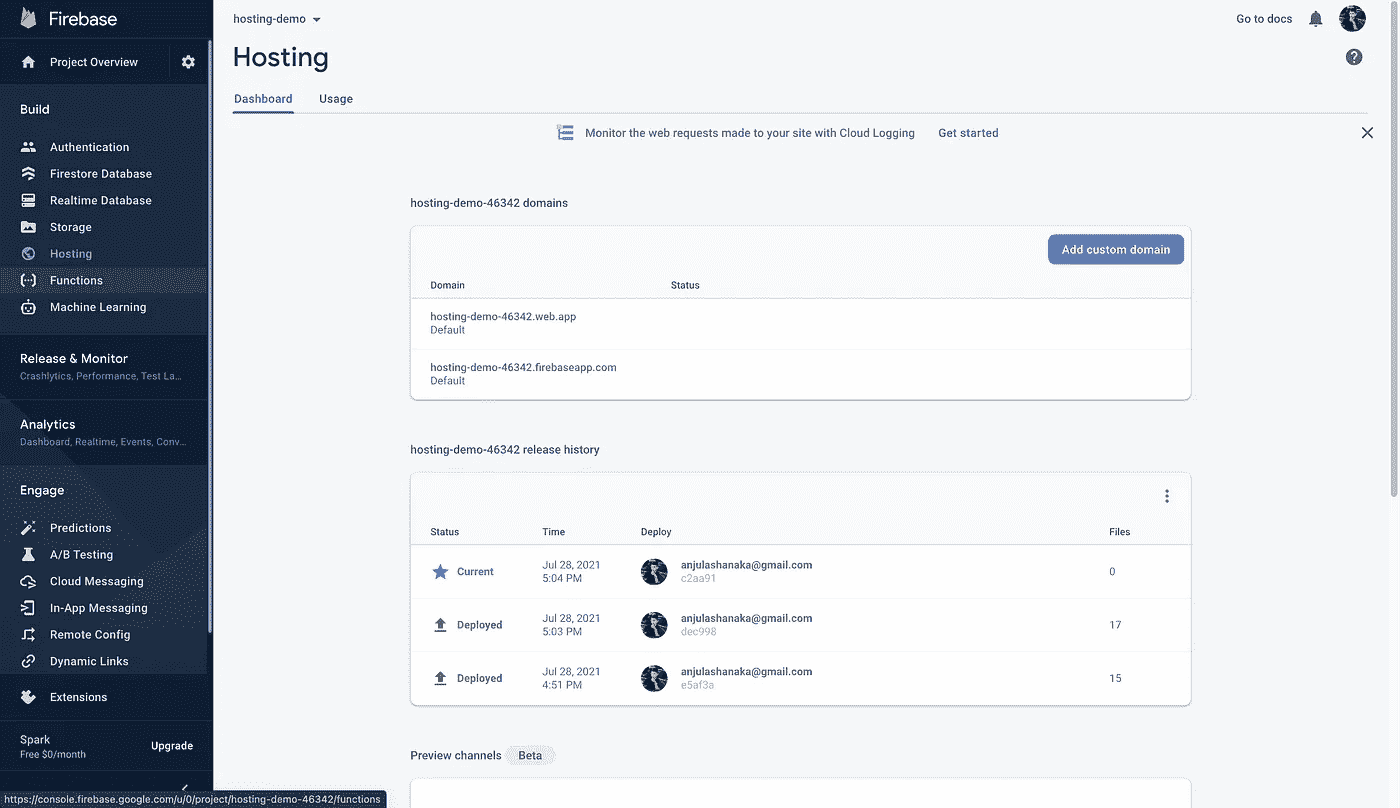 Firebase
Project Overview
Build
Authentication
Firestore Database
Realtime Database
Storage
Hosting
Functions
Machine Learning
Release & Monitor
Crashlytics, Performance, Test La...
Analytics
Dashboard, Realtime, Events, Conv...
Engage
Predictions
A/B Testing
Cloud Messaging
In-App Messaging
Remote Config
Dynamic Links
Extensions
Spark
Free $0/month
Upgrade
https://console.firebase.google.com/u/0/project/hosting-demo-46342/functions
hosting-demo
Go to docs
Hosting
Dashboard Usage
Monitor the web requests made to your site with Cloud Logging Get started
hosting-demo-46342 domains
Add custom domain
Domain Status
hosting-demo-46342.web.app
Default
hosting-demo-46342.firebaseapp.com
Default
hosting-demo-46342 release history
Status Time Deploy Files
Current Jul 28, 2021 anjulashanaka@gmail.com 0
5:04 PM c2aa91
Deployed Jul 28, 2021 anjulashanaka@gmail.com 17
5:03 PM dec998
Deployed Jul 28, 2021 anjulashanaka@gmail.com 15
4:51 PM e5af3a
Preview channels Beta